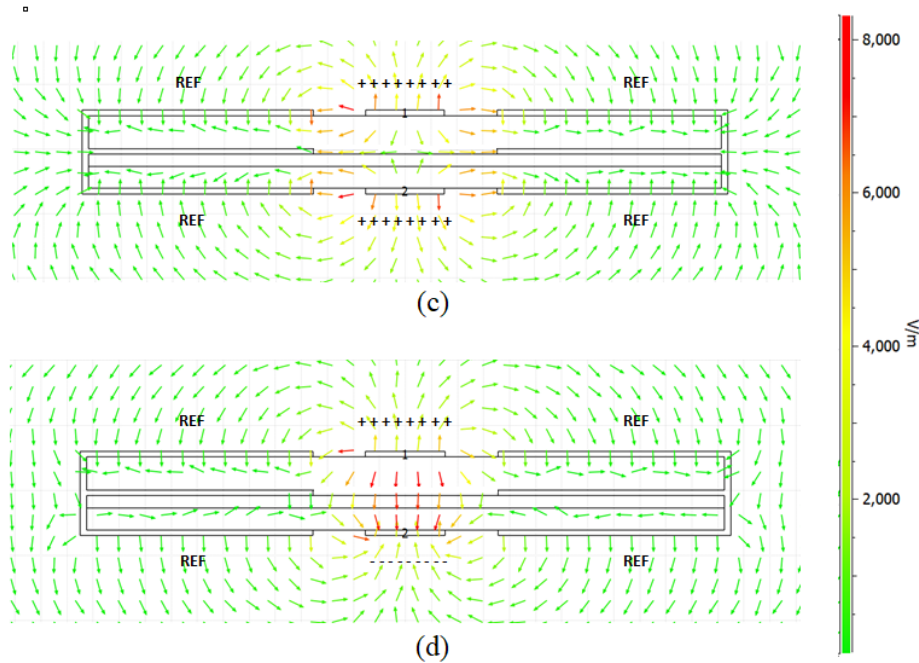 REF + + + + + + + + REF
1
2
REF + + + + + + + + REF
(c)
REF + + + + + + + + REF
1
2
REF - - - - - - - - REF
(d)
8,000
6,000
4,000
2,000
V/m